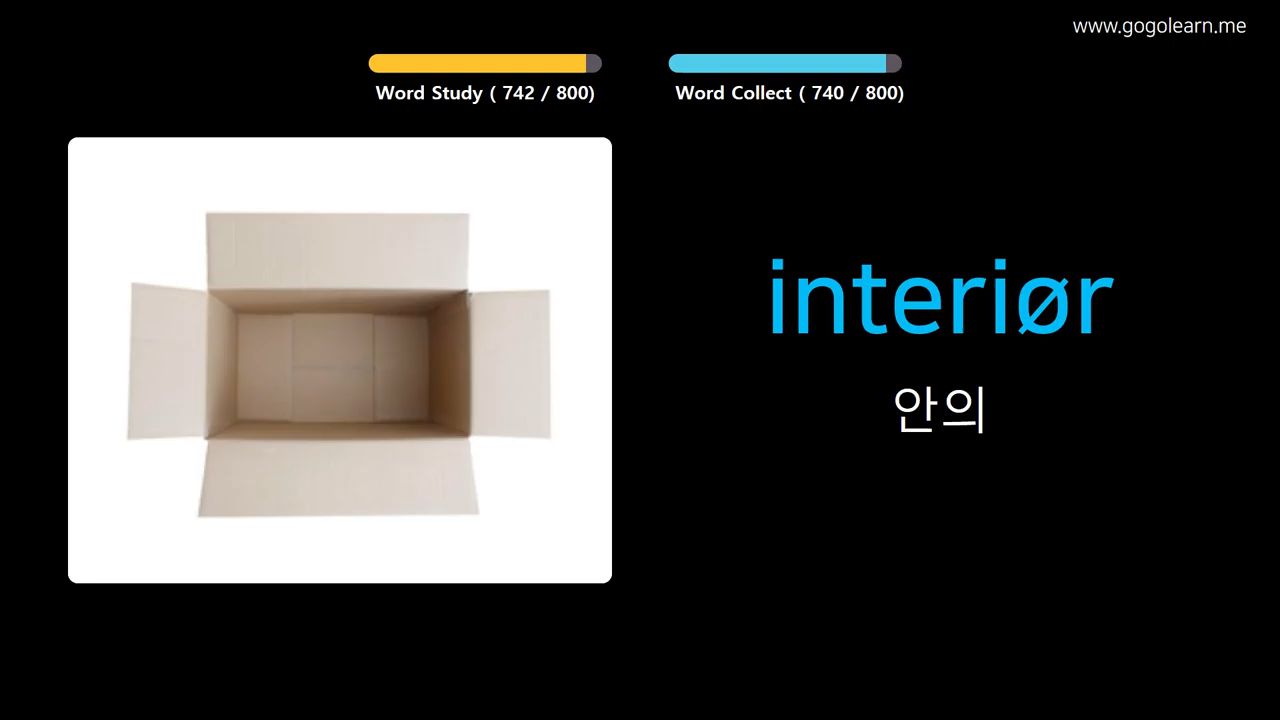 www.gogolearn.me
Word Study ( 742 / 800)
Word Collect ( 740 / 800)
interiør
안의